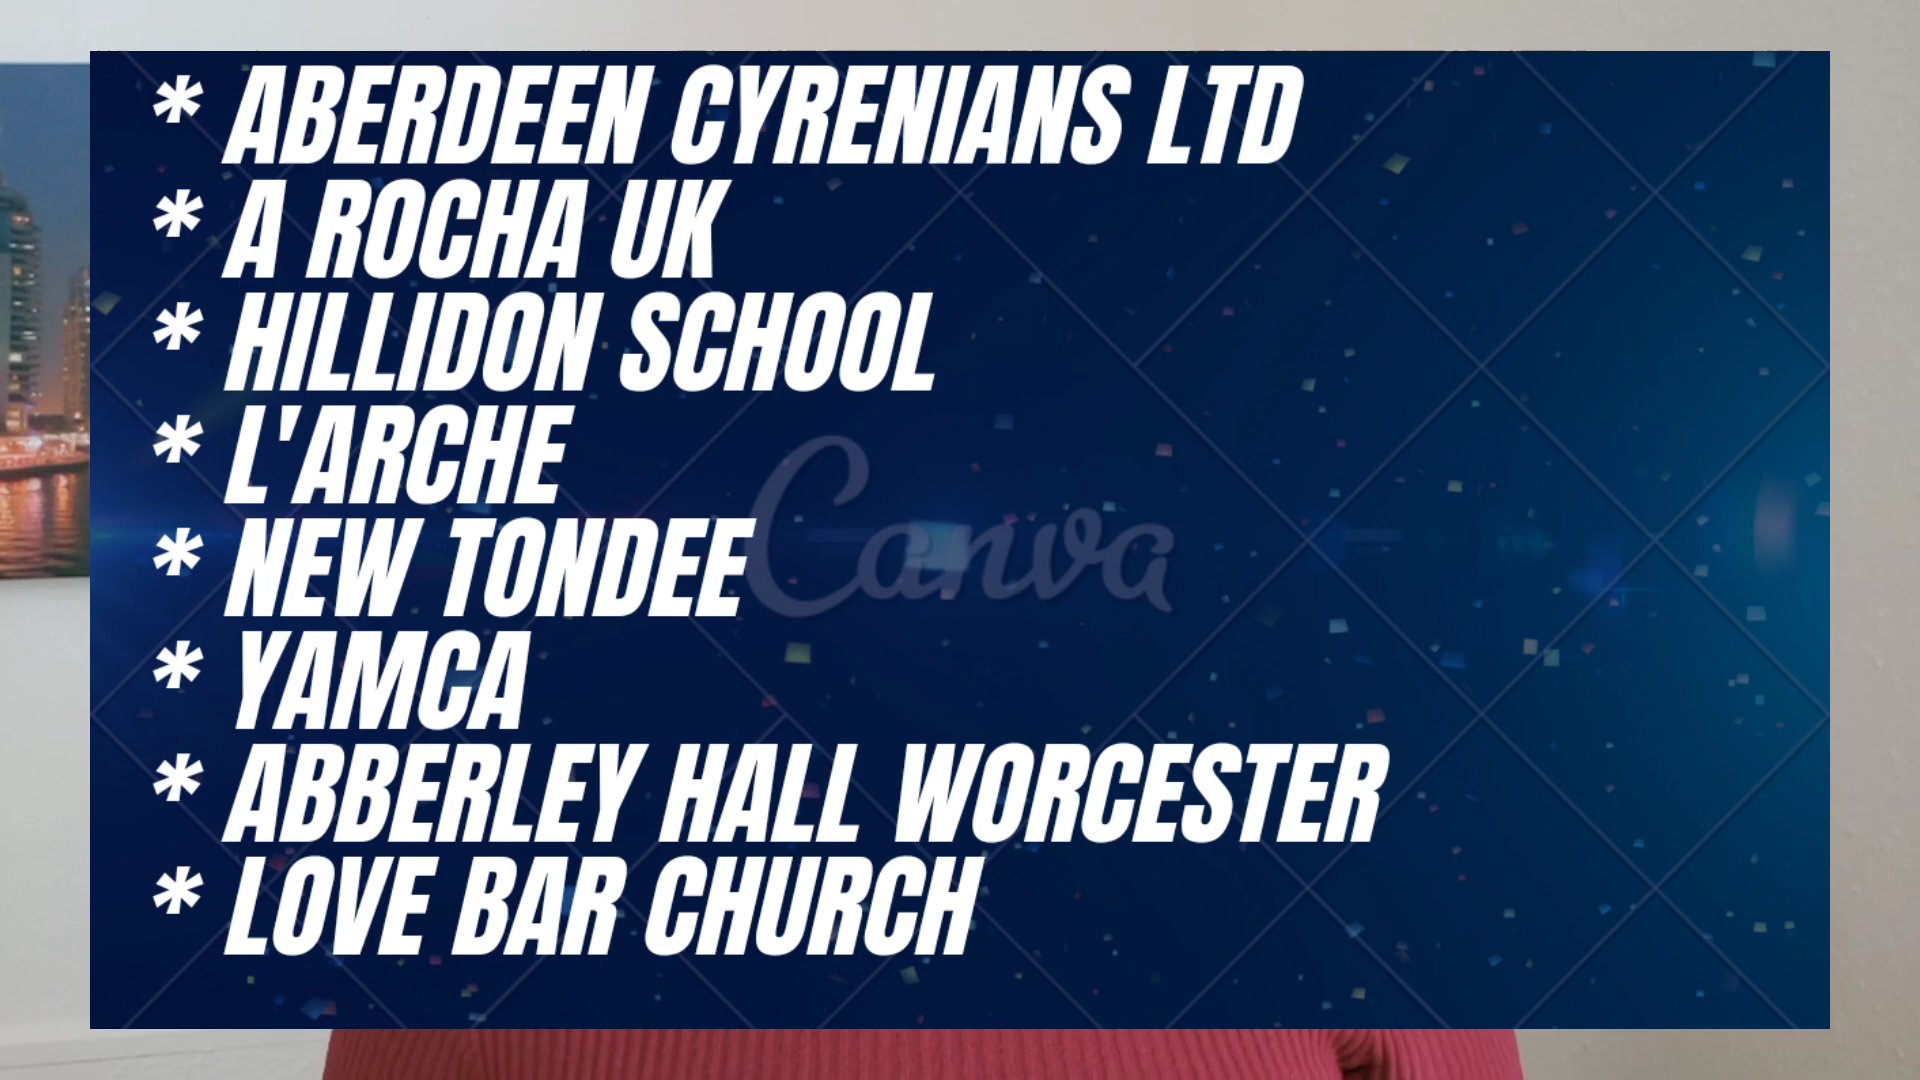 * ABERDEEN CYRENIANS LTD
* A ROCHA UK
* HILLIDON SCHOOL
* L'ARCHE
* NEW TONDEE
* YAMCA
* ABBERLEY HALL WORCESTER
* LOVE BAR CHURCH
Canva